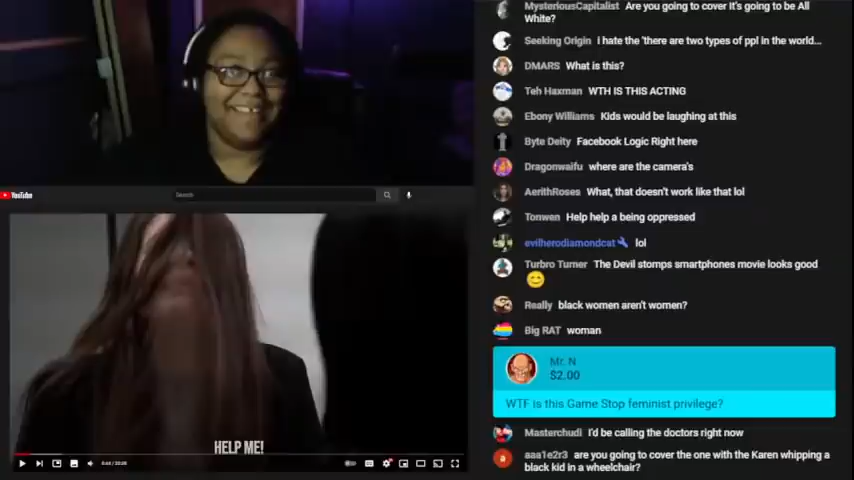 MysteriousCapitalist Are you going to cover It's going to be All
White?
Seeking Origin I hate the 'there are two types of ppl in the world...
DMARS What is this?
Teh Haxman WTH IS THIS ACTING
Ebony Williams Kids would be laughing at this
Byte Deity Facebook Logic Right here
Dragonwaifu where are the camera's
AerithRoses What, that doesn't work like that lol
Tonwen Help help a being oppressed
evilherodiamondcat lol
Turbro Turner The Devil stomps smartphones movie looks good
😊
Really black women aren't women?
Big RAT woman
Mr. N
$2.00
WTF is this Game Stop feminist privilege?
Masterchudi I'd be calling the doctors right now
aaa1e2r3 are you going to cover the one with the Karen whipping a
black kid in a wheelchair?
YouTube
Search
HELP ME!